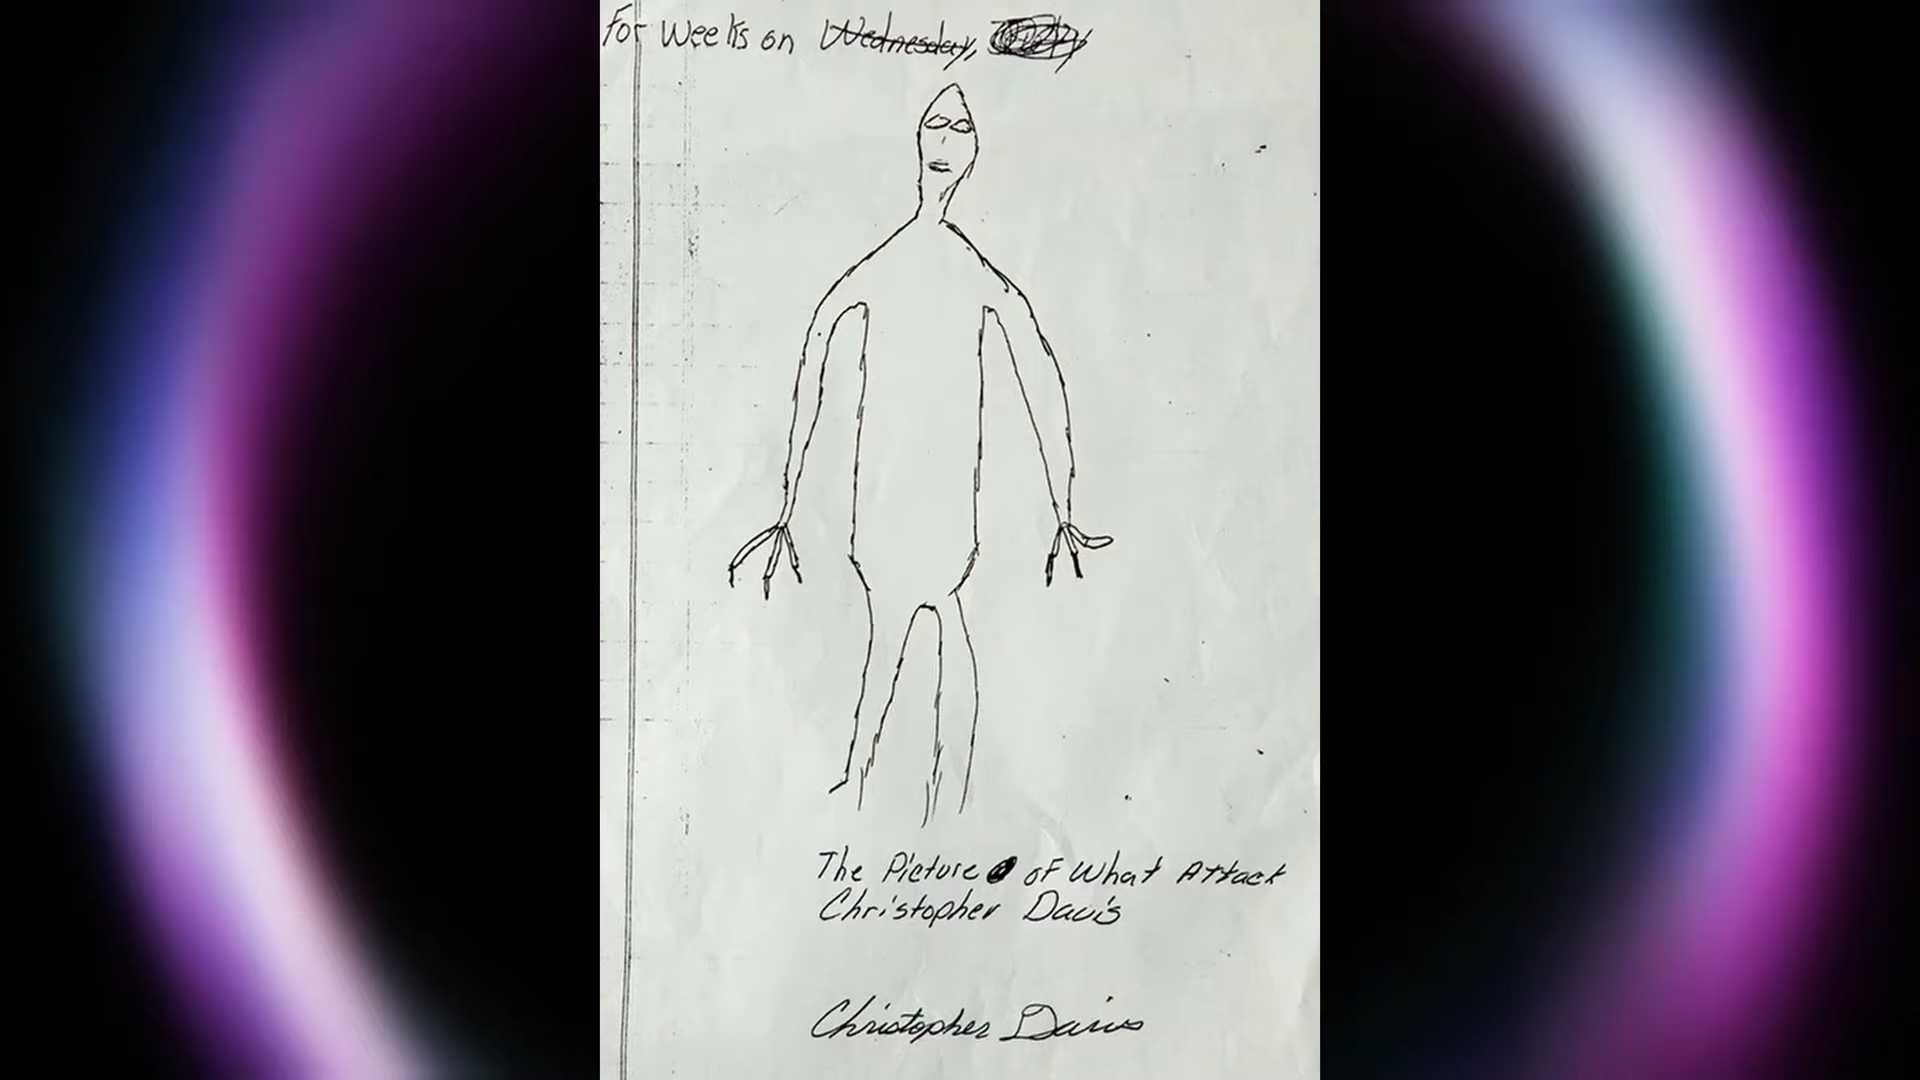 For Weeks on Wednesday,
The Picture of What Attack
Christopher Davis
Christopher Davis